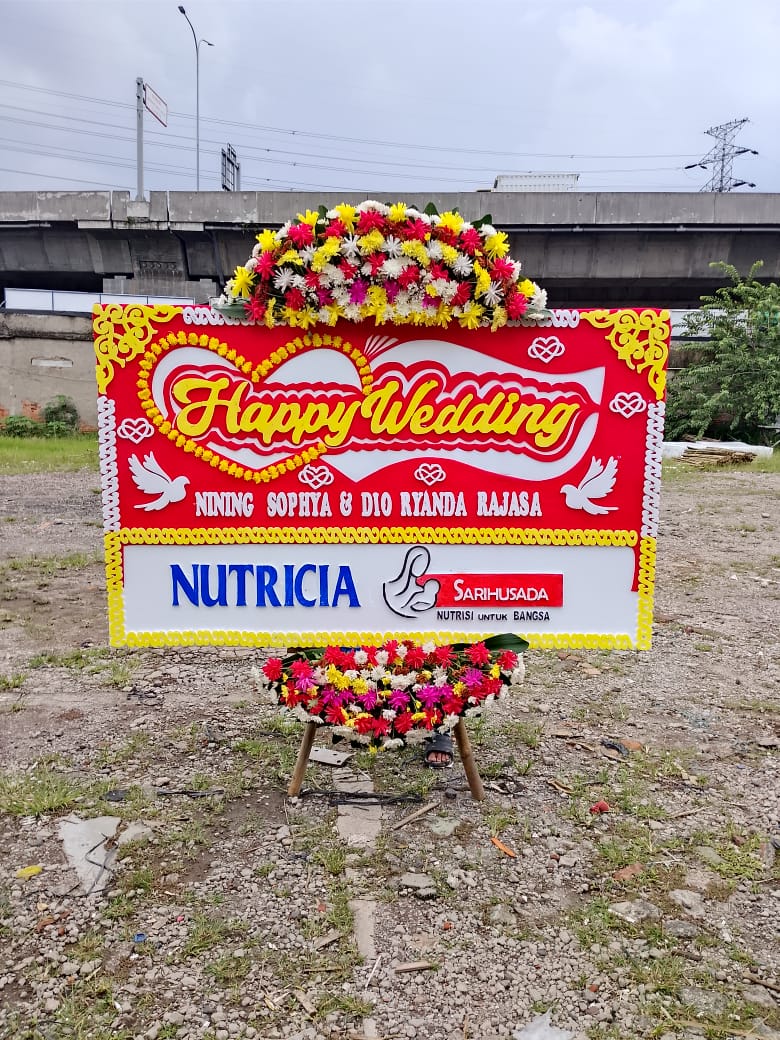 Happy Wedding
NINING SOPHYA & DIO RYANDA RAJASA
NUTRICIA
SARIHUSADA
NUTRISI UNTUK BANGSA